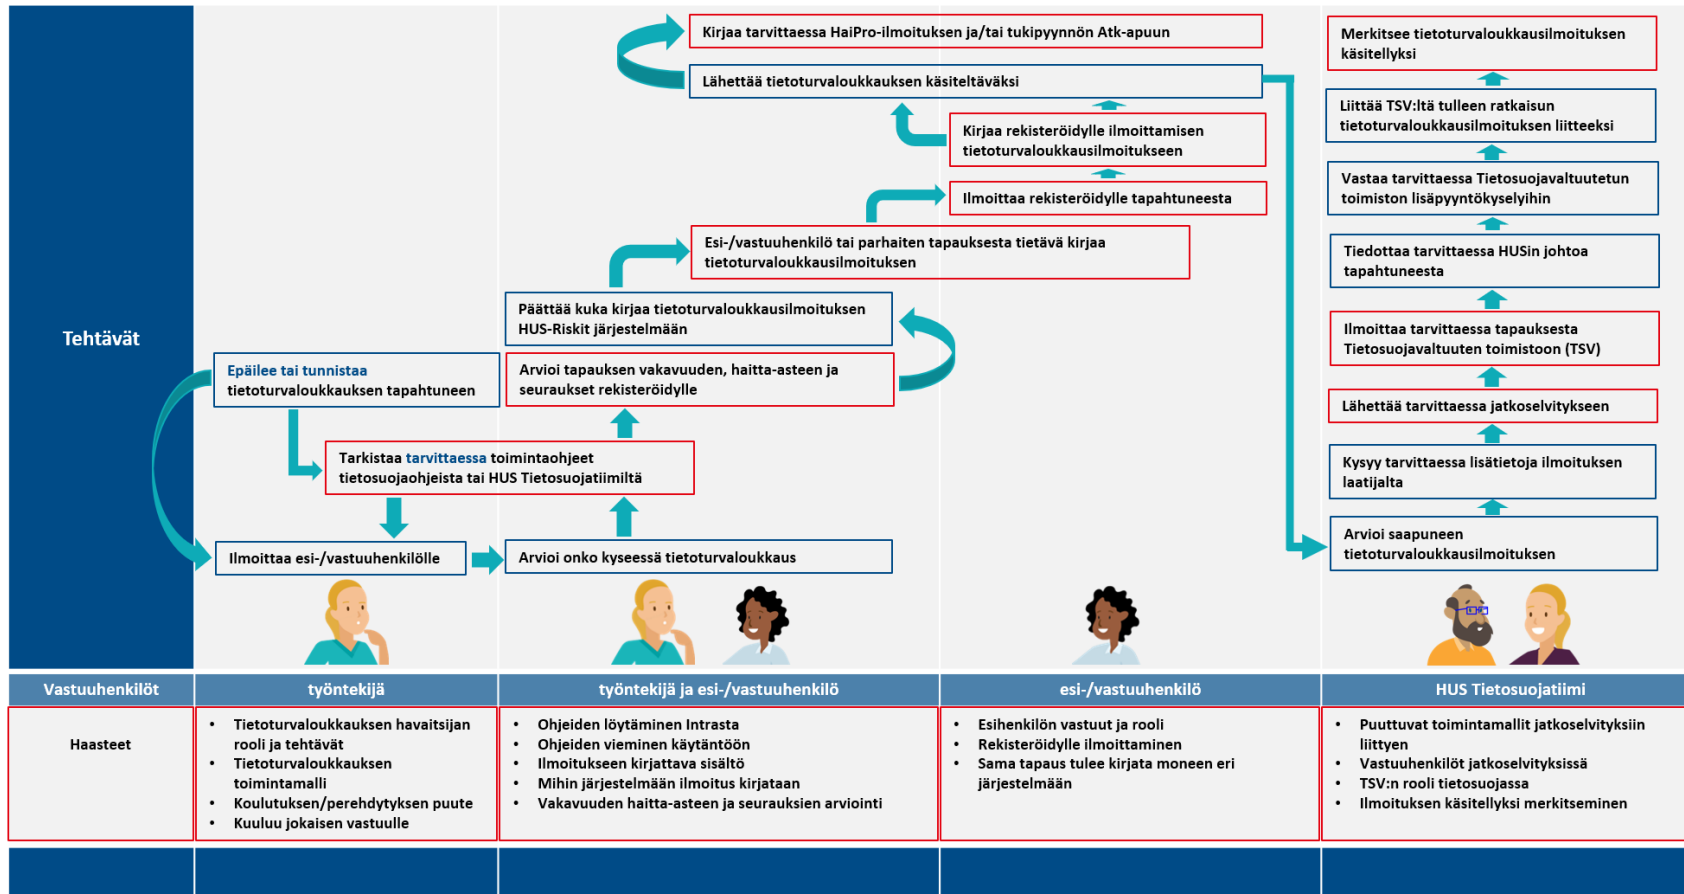 Tehtävät
Epäilee tai tunnistaa
tietoturvaloukkauksen tapahtuneen
Tarkistaa tarvittaessa toimintaohjeet
tietosuojaohjeista tai HUS Tietosuojatiimiltä
Ilmoittaa esi-/vastuuhenkilölle
Arvioi onko kyseessä tietoturvaloukkaus
Arvioi tapauksen vakavuuden, haitta-asteen ja
seuraukset rekisteröidylle
Päättää kuka kirjaa tietoturvaloukkausilmoituksen
HUS-Riskit järjestelmään
Esi-/vastuuhenkilö tai parhaiten tapauksesta tietävä kirjaa
tietoturvaloukkausilmoituksen
Ilmoittaa rekisteröidylle tapahtuneesta
Kirjaa rekisteröidylle ilmoittamisen
tietoturvaloukkausilmoitukseen
Lähettää tietoturvaloukkauksen käsiteltäväksi
Kirjaa tarvittaessa HaiPro-ilmoituksen ja/tai tukipyynnön Atk-apuun
Merkitsee tietoturvaloukkausilmoituksen
käsitellyksi
Liittää TSV:ltä tulleen ratkaisun
tietoturvaloukkausilmoituksen liitteeksi
Vastaa tarvittaessa Tietosuojavaltuutetun
toimiston lisäpyyntökyselyihin
Tiedottaa tarvittaessa HUSin johtoa
tapahtuneesta
Ilmoittaa tarvittaessa tapauksesta
Tietosuojavaltuuten toimistoon (TSV)
Lähettää tarvittaessa jatkoselvitykseen
Kysyy tarvittaessa lisätietoja ilmoituksen
laatijalta
Arvioi saapuneen
tietoturvaloukkausilmoituksen
Vastuuhenkilöt
työntekijä
työntekijä ja esi-/vastuuhenkilö
esi-/vastuuhenkilö
HUS Tietosuojatiimi
Haasteet
• Tietoturvaloukkauksen havaitsijan
rooli ja tehtävät
• Tietoturvaloukkauksen
toimintamalli
• Koulutuksen/perehdytyksen puute
• Kuuluu jokaisen vastuulle
• Ohjeiden löytäminen Intrasta
• Ohjeiden vieminen käytäntöön
• Ilmoitukseen kirjattava sisältö
• Mihin järjestelmään ilmoitus kirjataan
• Vakavuuden haitta-asteen ja seurauksien arviointi
• Esihenkilön vastuut ja rooli
• Rekisteröidylle ilmoittaminen
• Sama tapaus tulee kirjata moneen eri
järjestelmään
• Puuttuvat toimintamallit jatkoselvityksiin
liittyen
• Vastuuhenkilöt jatkoselvityksissä
• TSV:n rooli tietosuojassa
• Ilmoituksen käsitellyksi merkitseminen